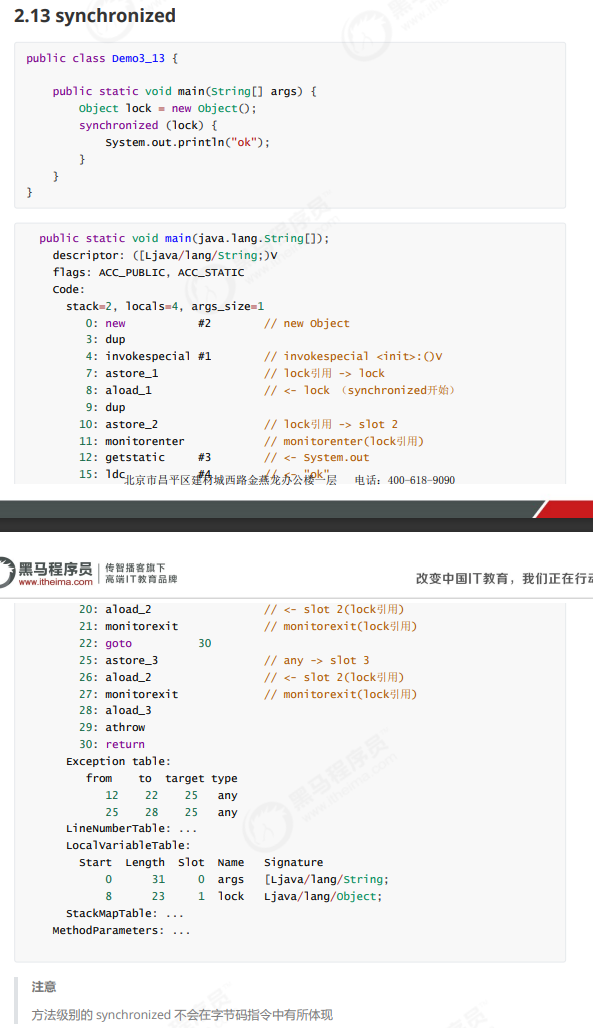 2.13 synchronized
public class Demo3_13 {
public static void main(String[] args) {
Object lock = new Object();
synchronized (lock) {
System.out.println("ok");
}
}
}
public static void main(java.lang.String[]);
descriptor: ([Ljava/lang/String;)V
flags: ACC_PUBLIC, ACC_STATIC
Code:
stack=2, locals=4, args_size=1
0: new #2 // new Object
3: dup
4: invokespecial #1 // invokespecial <init>:()V
7: astore_1 // lock引用 -> lock
8: aload_1 // <- lock （synchronized开始）
9: dup
10: astore_2 // lock引用 -> slot 2
11: monitorenter // monitorenter(lock引用)
12: getstatic #3 // <- System.out
15: ldc #4 // <- "ok"
北京市昌平区建材城西路金燕龙办公楼一层 电话：400-618-9090
黑马程序员 传智播客旗下
www.itheima.com 高端IT教育品牌
改变中国IT教育，我们正在行动
20: aload_2 // <- slot 2(lock引用)
21: monitorexit // monitorexit(lock引用)
22: goto 30
25: astore_3 // any -> slot 3
26: aload_2 // <- slot 2(lock引用)
27: monitorexit // monitorexit(lock引用)
28: aload_3
29: athrow
30: return
Exception table:
from to target type
12 22 25 any
25 28 25 any
LineNumberTable: ...
LocalVariableTable:
Start Length Slot Name Signature
0 31 0 args [Ljava/lang/String;
8 23 1 lock Ljava/lang/Object;
StackMapTable: ...
MethodParameters: ...
黑马程序员
www.itheima.com
注意
方法级别的 synchronized 不会在字节码指令中有所体现